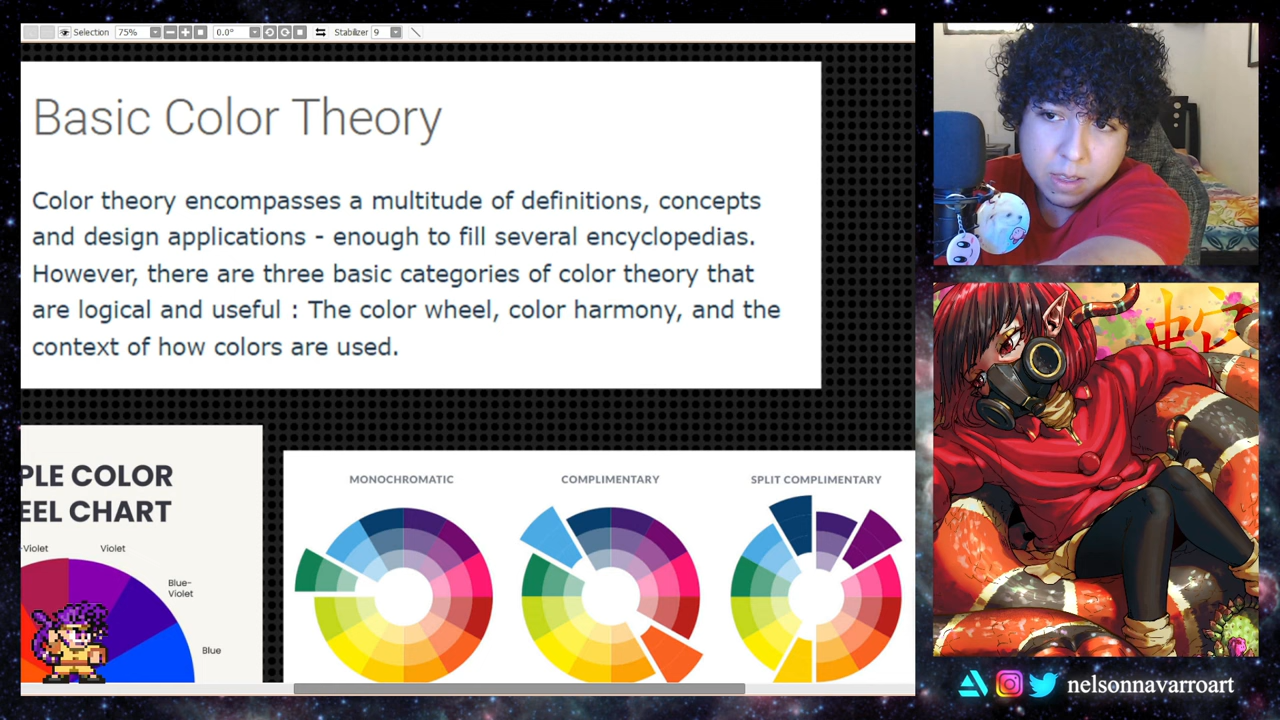 Selection 75% 0.0° Stabilizer 9
Basic Color Theory
Color theory encompasses a multitude of definitions, concepts
and design applications - enough to fill several encyclopedias.
However, there are three basic categories of color theory that
are logical and useful : The color wheel, color harmony, and the
context of how colors are used.
PLE COLOR
EEL CHART
-Violet
Violet
Blue-
Violet
Blue
MONOCHROMATIC
COMPLIMENTARY
SPLIT COMPLIMENTARY
蛇
nelsonnavarroart